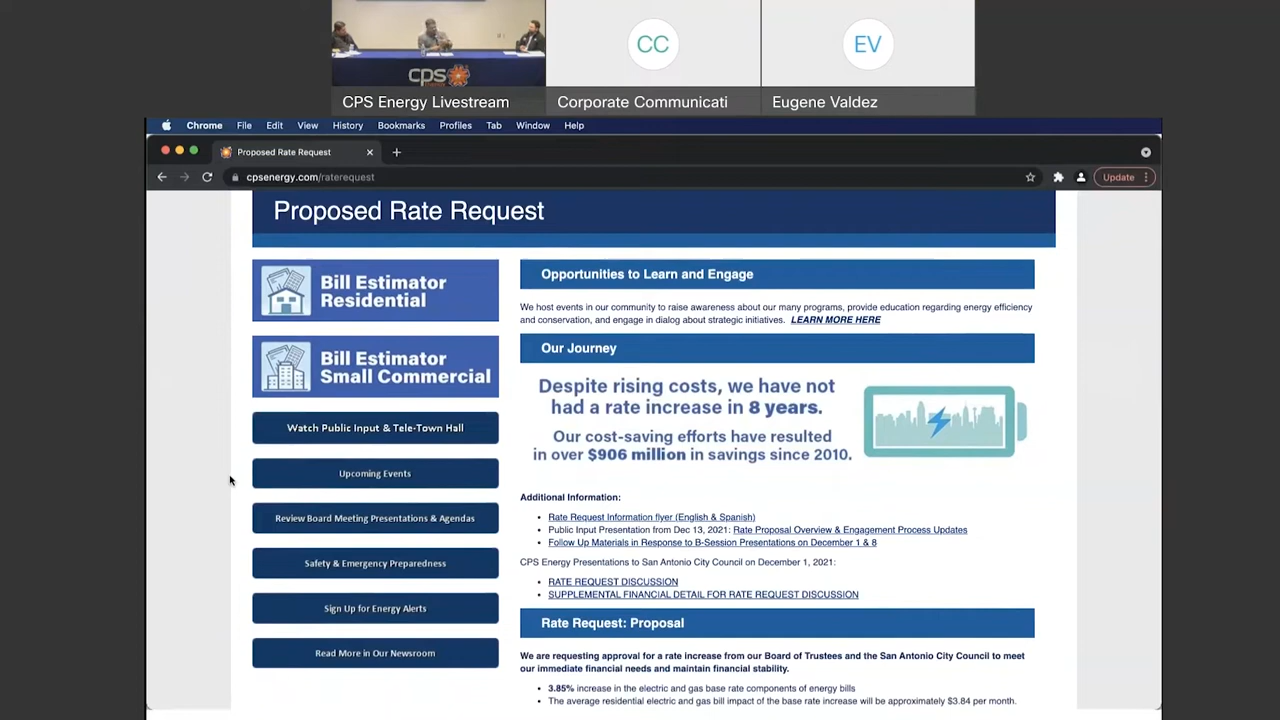 cps
CC
EV
CPS Energy Livestream
Corporate Communicati
Eugene Valdez
Chrome File Edit View History Bookmarks Profiles Tab Window Help
Proposed Rate Request
cpsenergy.com/raterequest
Update
Proposed Rate Request
Bill Estimator
Residential
Bill Estimator
Small Commercial
Watch Public Input & Tele-Town Hall
Upcoming Events
Review Board Meeting Presentations & Agendas
Safety & Emergency Preparedness
Sign Up for Energy Alerts
Read More in Our Newsroom
Opportunities to Learn and Engage
We host events in our community to raise awareness about our many programs, provide education regarding energy efficiency
and conservation, and engage in dialog about strategic initiatives. LEARN MORE HERE
Our Journey
Despite rising costs, we have not
had a rate increase in 8 years.
Our cost-saving efforts have resulted
in over $906 million in savings since 2010.
Additional Information:
• Rate Request Information flyer (English & Spanish)
• Public Input Presentation from Dec 13, 2021: Rate Proposal Overview & Engagement Process Updates
• Follow Up Materials in Response to B-Session Presentations on December 1 & 8
CPS Energy Presentations to San Antonio City Council on December 1, 2021:
• RATE REQUEST DISCUSSION
• SUPPLEMENTAL FINANCIAL DETAIL FOR RATE REQUEST DISCUSSION
Rate Request: Proposal
We are requesting approval for a rate increase from our Board of Trustees and the San Antonio City Council to meet
our immediate financial needs and maintain financial stability.
• 3.85% increase in the electric and gas base rate components of energy bills
• The average residential electric and gas bill impact of the base rate increase will be approximately $3.84 per month.